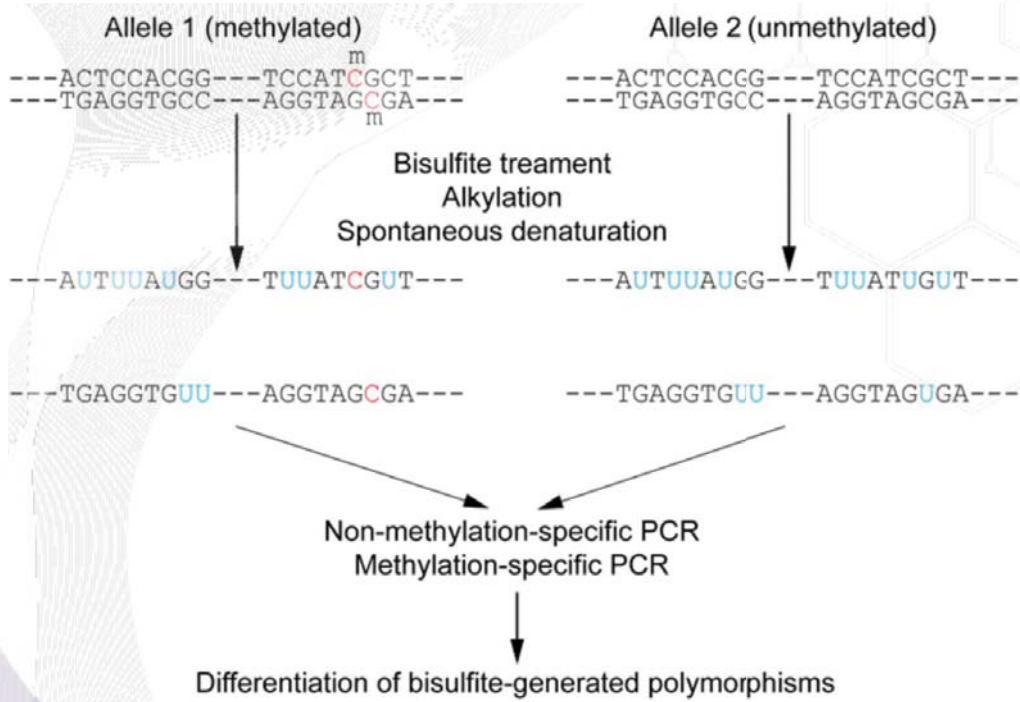 Allele 1 (methylated) Allele 2 (unmethylated)
m
---ACTCCACGG---TCCATCGCT--- ---ACTCCACGG---TCCATCGCT---
---TGAGGTGCC---AGGTAGCGA--- ---TGAGGTGCC---AGGTAGCGA---
m
Bisulfite treament
Alkylation
Spontaneous denaturation
---AUTUUAUGG---TUUATCGUT--- ---AUTUUAUGG---TUUATUGUT---
---TGAGGTGUU---AGGTAGCGA--- ---TGAGGTGUU---AGGTAGUGA---
Non-methylation-specific PCR
Methylation-specific PCR
Differentiation of bisulfite-generated polymorphisms